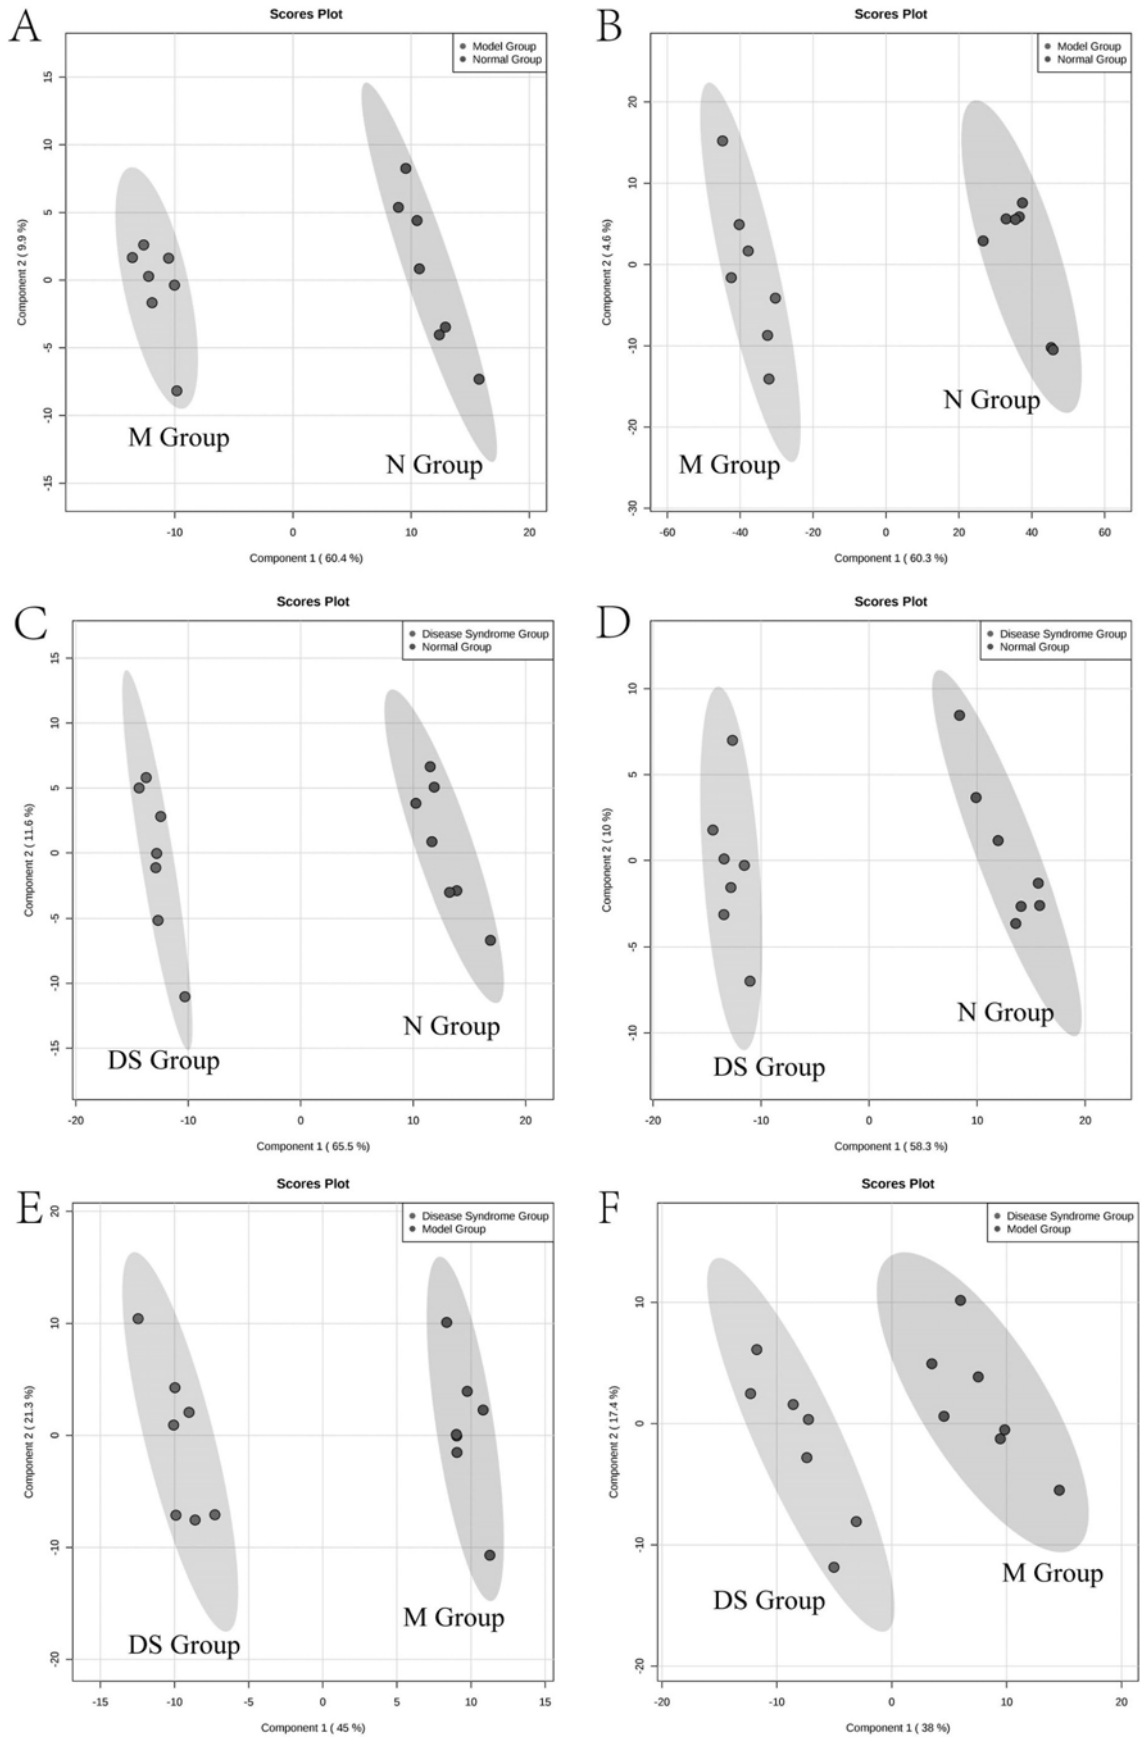 A
Scores Plot
Model Group
Normal Group
15
10
5
0
-5
-10
-15
Component 2 ( 9.9 %)
M Group
N Group
-10 0 10 20
Component 1 ( 60.4 %)
B
Scores Plot
Model Group
Normal Group
20
10
0
-10
-20
-30
Component 2 ( 4.6 %)
N Group
M Group
-60 -40 -20 0 20 40 60
Component 1 ( 60.3 %)
C
Scores Plot
Disease Syndrome Group
Normal Group
15
10
5
0
-5
-10
-15
Component 2 ( 11.6 %)
N Group
DS Group
-20 -10 0 10 20
Component 1 ( 65.5 %)
D
Scores Plot
Disease Syndrome Group
Normal Group
10
5
0
-5
-10
Component 2 ( 10 %)
N Group
DS Group
-20 -10 0 10 20
Component 1 ( 58.3 %)
E
Scores Plot
Disease Syndrome Group
Model Group
20
10
0
-10
-20
Component 2 ( 21.3 %)
M Group
DS Group
-15 -10 -5 0 5 10 15
Component 1 ( 45 %)
F
Scores Plot
Disease Syndrome Group
Model Group
10
0
-10
-20
Component 2 ( 17.4 %)
M Group
DS Group
-20 -10 0 10 20
Component 1 ( 38 %)